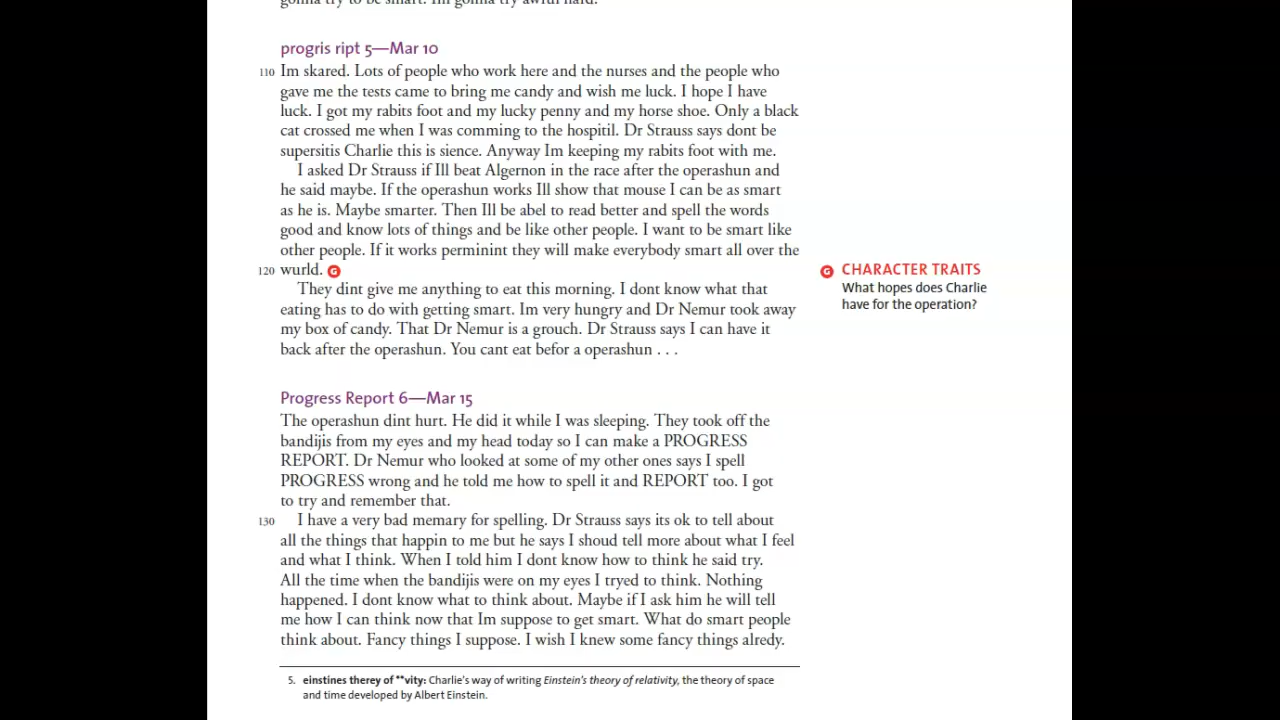 gonna try to be smart. Im gonna try awful hard.
progris ript 5—Mar 10
110 Im skared. Lots of people who work here and the nurses and the people who
gave me the tests came to bring me candy and wish me luck. I hope I have
luck. I got my rabits foot and my lucky penny and my horse shoe. Only a black
cat crossed me when I was comming to the hospitil. Dr Strauss says dont be
supersitis Charlie this is sience. Anyway Im keeping my rabits foot with me.
I asked Dr Strauss if Ill beat Algernon in the race after the operashun and
he said maybe. If the operashun works Ill show that mouse I can be as smart
as he is. Maybe smarter. Then Ill be abel to read better and spell the words
good and know lots of things and be like other people. I want to be smart like
other people. If it works perminint they will make everybody smart all over the
120 wurld. G
G CHARACTER TRAITS
What hopes does Charlie
have for the operation?
They dint give me anything to eat this morning. I dont know what that
eating has to do with getting smart. Im very hungry and Dr Nemur took away
my box of candy. That Dr Nemur is a grouch. Dr Strauss says I can have it
back after the operashun. You cant eat befor a operashun . . .
Progress Report 6—Mar 15
The operashun dint hurt. He did it while I was sleeping. They took off the
bandijis from my eyes and my head today so I can make a PROGRESS
REPORT. Dr Nemur who looked at some of my other ones says I spell
PROGRESS wrong and he told me how to spell it and REPORT too. I got
to try and remember that.
130 I have a very bad memary for spelling. Dr Strauss says its ok to tell about
all the things that happin to me but he says I shoud tell more about what I feel
and what I think. When I told him I dont know how to think he said try.
All the time when the bandijis were on my eyes I tryed to think. Nothing
happened. I dont know what to think about. Maybe if I ask him he will tell
me how I can think now that Im suppose to get smart. What do smart people
think about. Fancy things I suppose. I wish I knew some fancy things alredy.
5. einstines therey of **vity: Charlie's way of writing Einstein's theory of relativity, the theory of space
and time developed by Albert Einstein.